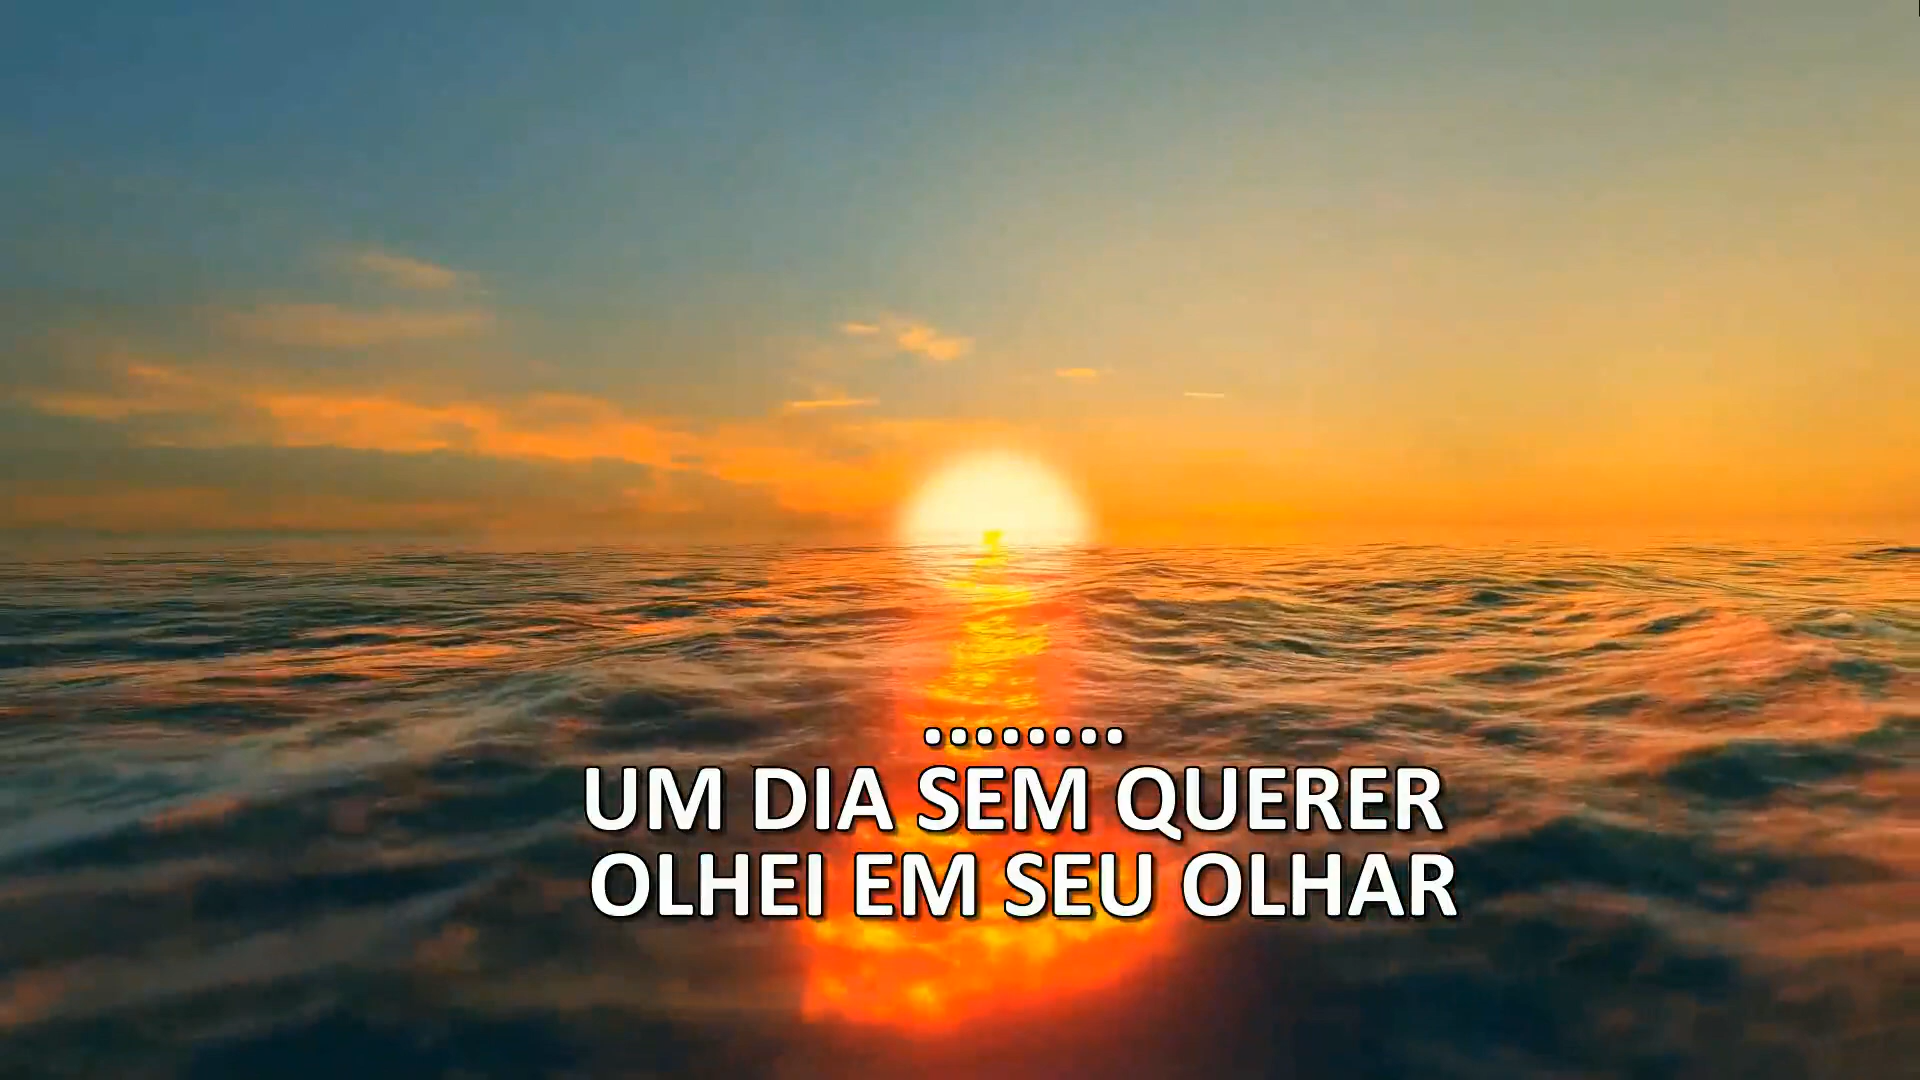 ........
UM DIA SEM QUERER
OLHEI EM SEU OLHAR